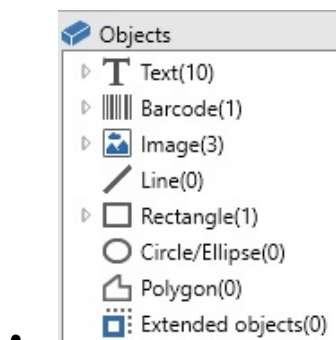 Objects
Text(10)
Barcode(1)
Image(3)
Line(0)
Rectangle(1)
Circle/Ellipse(0)
Polygon(0)
Extended objects(0)